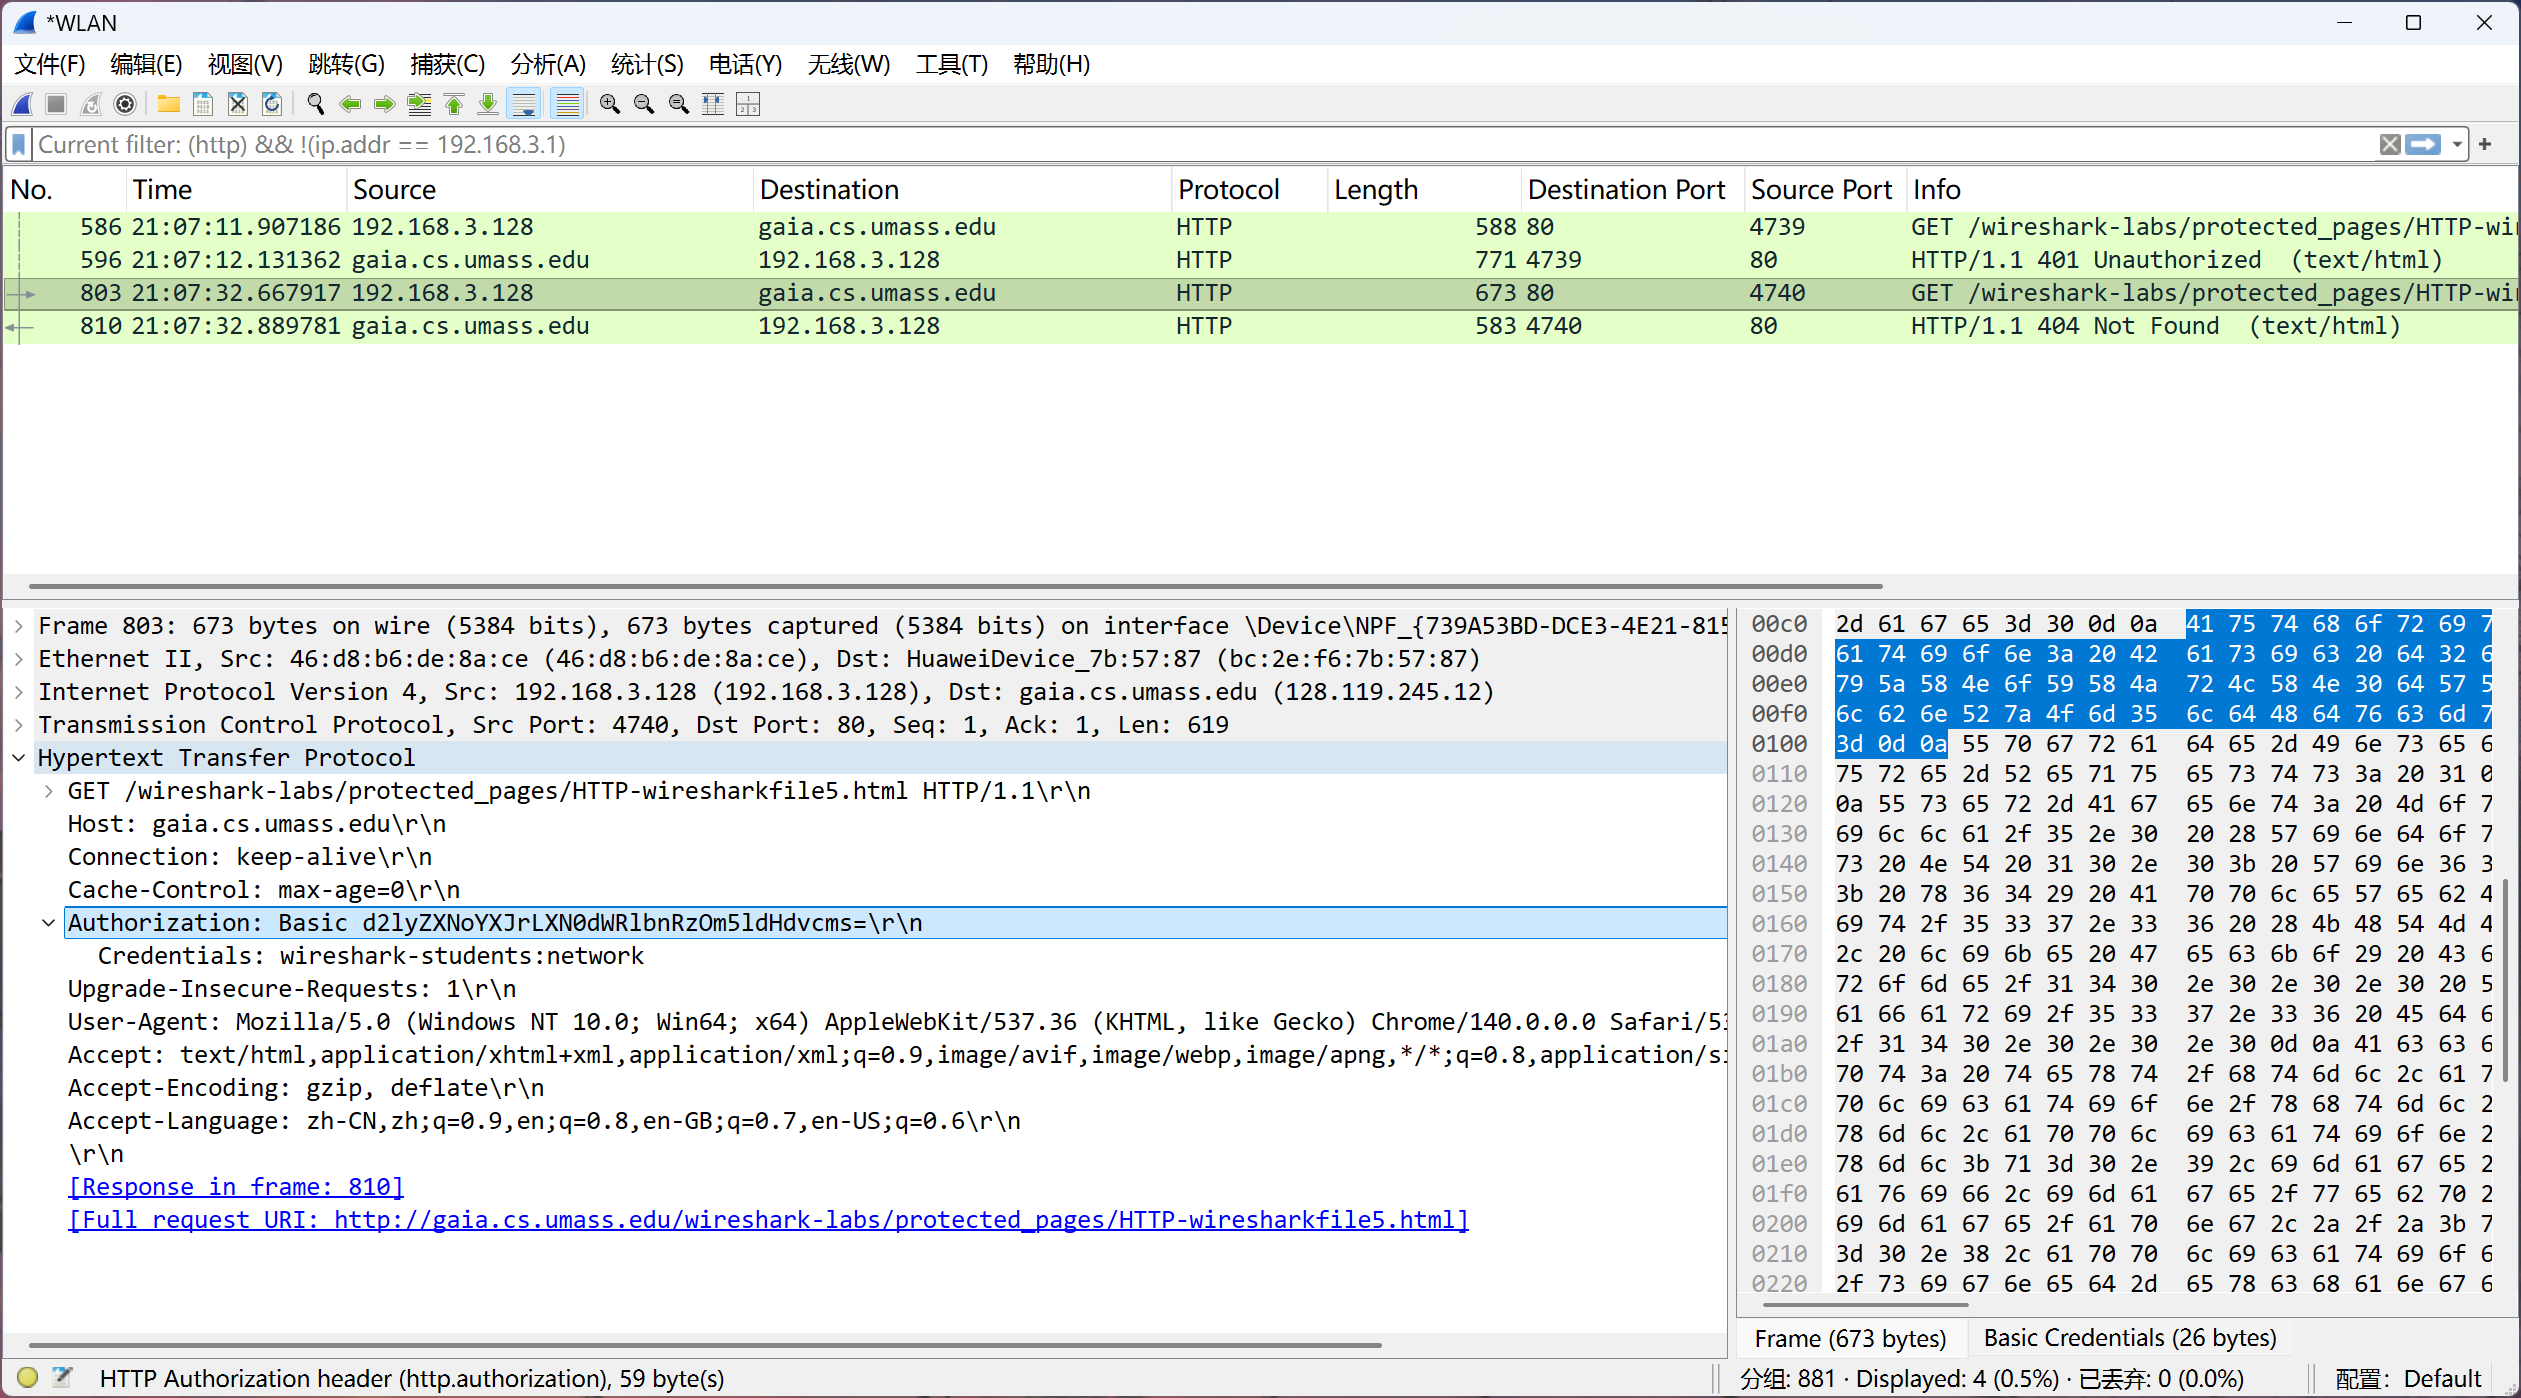 *WLAN
文件(F) 编辑(E) 视图(V) 跳转(G) 捕获(C) 分析(A) 统计(S) 电话(Y) 无线(W) 工具(T) 帮助(H)
Current filter: (http) && !(ip.addr == 192.168.3.1)
No. Time Source Destination Protocol Length Destination Port Source Port Info
586 21:07:11.907186 192.168.3.128 gaia.cs.umass.edu HTTP 588 80 4739 GET /wireshark-labs/protected_pages/HTTP-wi
596 21:07:12.131362 gaia.cs.umass.edu 192.168.3.128 HTTP 771 4739 80 HTTP/1.1 401 Unauthorized (text/html)
803 21:07:32.667917 192.168.3.128 gaia.cs.umass.edu HTTP 673 80 4740 GET /wireshark-labs/protected_pages/HTTP-wi
810 21:07:32.889781 gaia.cs.umass.edu 192.168.3.128 HTTP 583 4740 80 HTTP/1.1 404 Not Found (text/html)
Frame 803: 673 bytes on wire (5384 bits), 673 bytes captured (5384 bits) on interface \Device\NPF_{739A53BD-DCE3-4E21-815
Ethernet II, Src: 46:d8:b6:de:8a:ce (46:d8:b6:de:8a:ce), Dst: HuaweiDevice_7b:57:87 (bc:2e:f6:7b:57:87)
Internet Protocol Version 4, Src: 192.168.3.128 (192.168.3.128), Dst: gaia.cs.umass.edu (128.119.245.12)
Transmission Control Protocol, Src Port: 4740, Dst Port: 80, Seq: 1, Ack: 1, Len: 619
Hypertext Transfer Protocol
GET /wireshark-labs/protected_pages/HTTP-wiresharkfile5.html HTTP/1.1\r\n
Host: gaia.cs.umass.edu\r\n
Connection: keep-alive\r\n
Cache-Control: max-age=0\r\n
Authorization: Basic d2lyZXNoYXJrLXN0dWRlbnRzOm5ldHdvcms=\r\n
Credentials: wireshark-students:network
Upgrade-Insecure-Requests: 1\r\n
User-Agent: Mozilla/5.0 (Windows NT 10.0; Win64; x64) AppleWebKit/537.36 (KHTML, like Gecko) Chrome/140.0.0.0 Safari/53
Accept: text/html,application/xhtml+xml,application/xml;q=0.9,image/avif,image/webp,image/apng,*/*;q=0.8,application/si
Accept-Encoding: gzip, deflate\r\n
Accept-Language: zh-CN,zh;q=0.9,en;q=0.8,en-GB;q=0.7,en-US;q=0.6\r\n
\r\n
[Response in frame: 810]
[Full request URI: http://gaia.cs.umass.edu/wireshark-labs/protected_pages/HTTP-wiresharkfile5.html]
00c0 2d 61 67 65 3d 30 0d 0a 41 75 74 68 6f 72 69 7
00d0 61 74 69 6f 6e 3a 20 42 61 73 69 63 20 64 32 6
00e0 79 5a 58 4e 6f 59 58 4a 72 4c 58 4e 30 64 57 5
00f0 6c 62 6e 52 7a 4f 6d 35 6c 64 48 64 76 63 6d 7
0100 3d 0d 0a 55 70 67 72 61 64 65 2d 49 6e 73 65 6
0110 75 72 65 2d 52 65 71 75 65 73 74 73 3a 20 31 0
0120 0a 55 73 65 72 2d 41 67 65 6e 74 3a 20 4d 6f 7
0130 69 6c 6c 61 2f 35 2e 30 20 28 57 69 6e 64 6f 7
0140 73 20 4e 54 20 31 30 2e 30 3b 20 57 69 6e 36 3
0150 3b 20 78 36 34 29 20 41 70 70 6c 65 57 65 62 4
0160 69 74 2f 35 33 37 2e 33 36 20 28 4b 48 54 4d 4
0170 2c 20 6c 69 6b 65 20 47 65 63 6b 6f 29 20 43 6
0180 72 6f 6d 65 2f 31 34 30 2e 30 2e 30 2e 30 20 5
0190 61 66 61 72 69 2f 35 33 37 2e 33 36 20 45 64 6
01a0 2f 31 34 30 2e 30 2e 30 2e 30 0d 0a 41 63 63 6
01b0 70 74 3a 20 74 65 78 74 2f 68 74 6d 6c 2c 61 7
01c0 70 6c 69 63 61 74 69 6f 6e 2f 78 68 74 6d 6c 2
01d0 78 6d 6c 2c 61 70 70 6c 69 63 61 74 69 6f 6e 2
01e0 78 6d 6c 3b 71 3d 30 2e 39 2c 69 6d 61 67 65 2
01f0 61 76 69 66 2c 69 6d 61 67 65 2f 77 65 62 70 2
0200 69 6d 61 67 65 2f 61 70 6e 67 2c 2a 2f 2a 3b 7
0210 3d 30 2e 38 2c 61 70 70 6c 69 63 61 74 69 6f 6
0220 2f 73 69 67 6e 65 64 2d 65 78 63 68 61 6e 67 6
Frame (673 bytes) Basic Credentials (26 bytes)
HTTP Authorization header (http.authorization), 59 byte(s)
分组: 881 · Displayed: 4 (0.5%) · 已丢弃: 0 (0.0%)
配置: Default